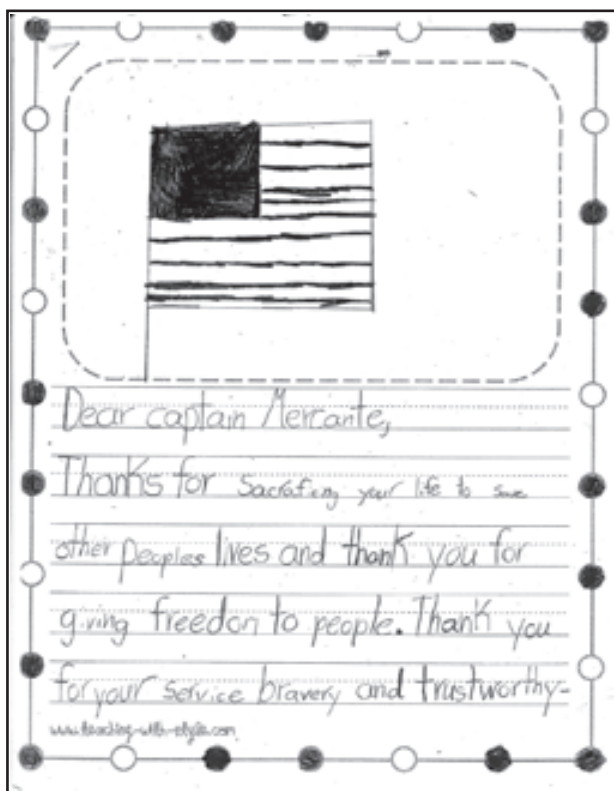 Dear captain Mercante,
Thanks for sacrafing your life to save
other peoples lives and thank you for
giving freedon to people. Thank you
for your service bravery and trustworthy-
www.teaching-with-style.com